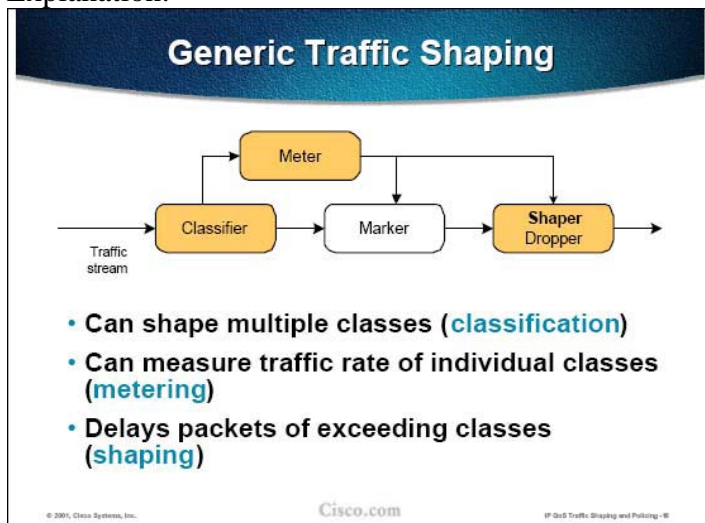 Explanation:
Generic Traffic Shaping
Meter
Classifier
Marker
Shaper
Dropper
Traffic
stream
• Can shape multiple classes (classification)
• Can measure traffic rate of individual classes
(metering)
• Delays packets of exceeding classes
(shaping)
© 2001, Cisco Systems, Inc.
Cisco.com
IP QoS Traffic Shaping and Policing -